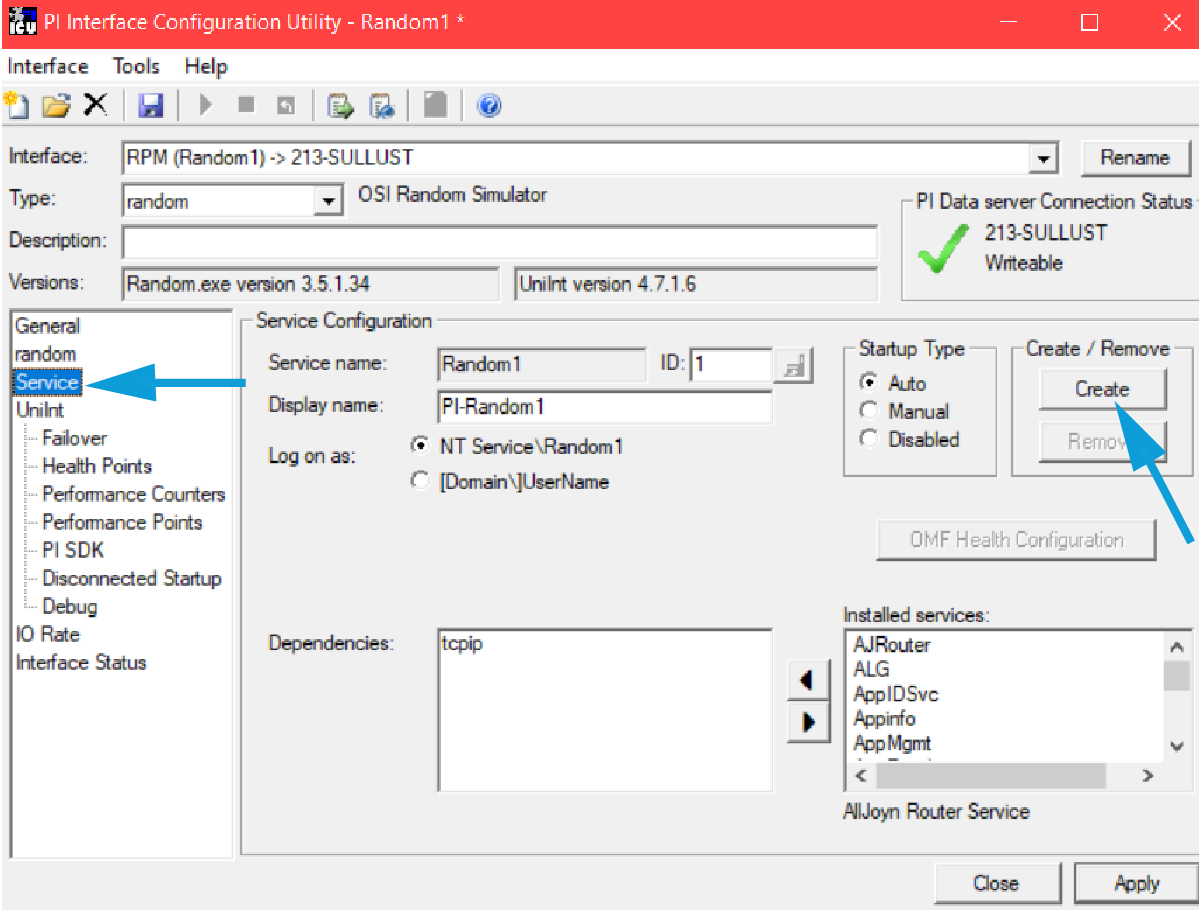 PI Interface Configuration Utility - Random1 *
Interface Tools Help
Interface: RPM (Random1) -> 213-SULLUST Rename
Type: random OSI Random Simulator
PI Data server Connection Status
213-SULLUST
Writeable
Description:
Versions: Random.exe version 3.5.1.34 UniInt version 4.7.1.6
General
random
Service
UniInt
Failover
Health Points
Performance Counters
Performance Points
PI SDK
Disconnected Startup
Debug
IO Rate
Interface Status
Service Configuration
Service name: Random1 ID: 1
Display name: PI-Random1
Log on as: NT Service\Random1
[Domain\]UserName
Startup Type
Auto
Manual
Disabled
Create / Remove
Create
OMF Health Configuration
Dependencies: tcpip
Installed services:
AJRouter
ALG
AppIDSvc
Appinfo
AppMgmt
AllJoyn Router Service
Close Apply